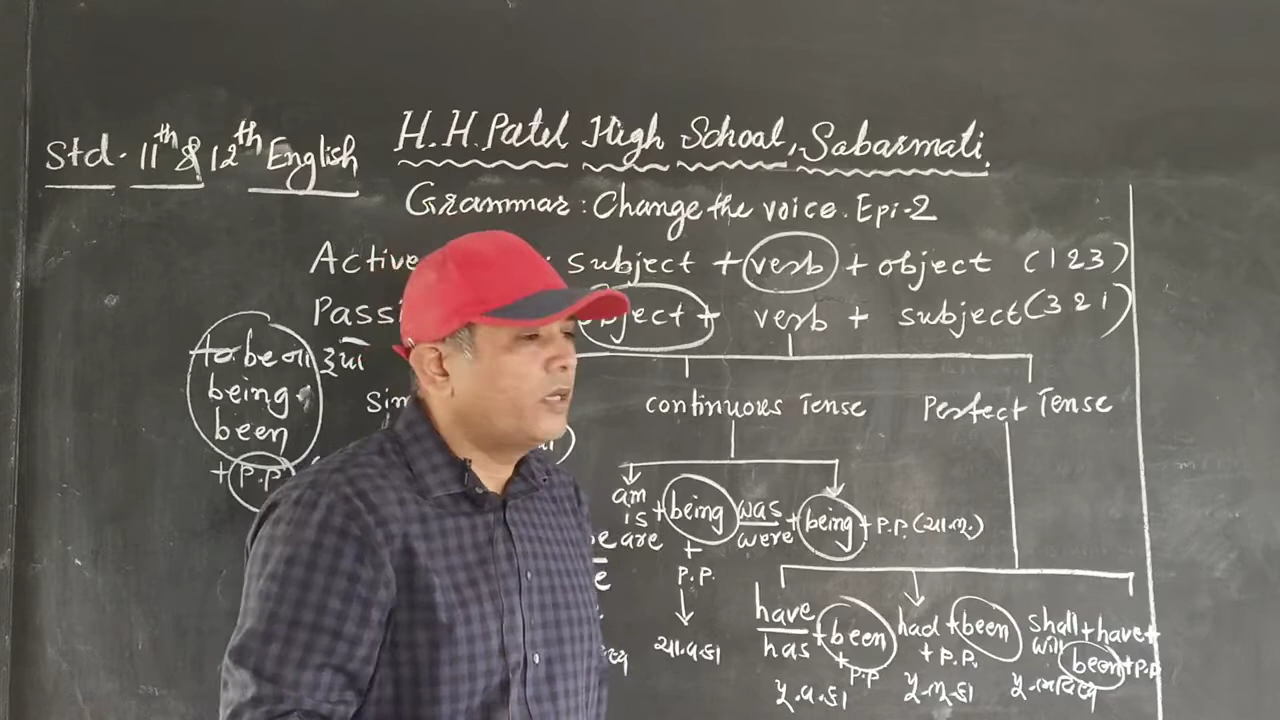 Std. 11th & 12th English
H.H. Patel High School, Sabarmati.
Grammar : Change the voice. Epi-2
Active subject + verb + object (1 2 3)
Passi object + verb + subject (3 2 1)
to be ના રૂપો
being
been
+ P.P.
Sim
continuous Tense
Perfect Tense
am
is
are
+ being
+
P.P.
ચા.વ.કા
was
were
+ being + P.P. (ચા.ભૂ.)
have
has
+ been
+ P.P
પૂ.વ.કા
had + been
+ P.P.
પૂ.ભૂ.કા
shall
will
+ have +
been + P.P
પૂ.ભવિષ્ય